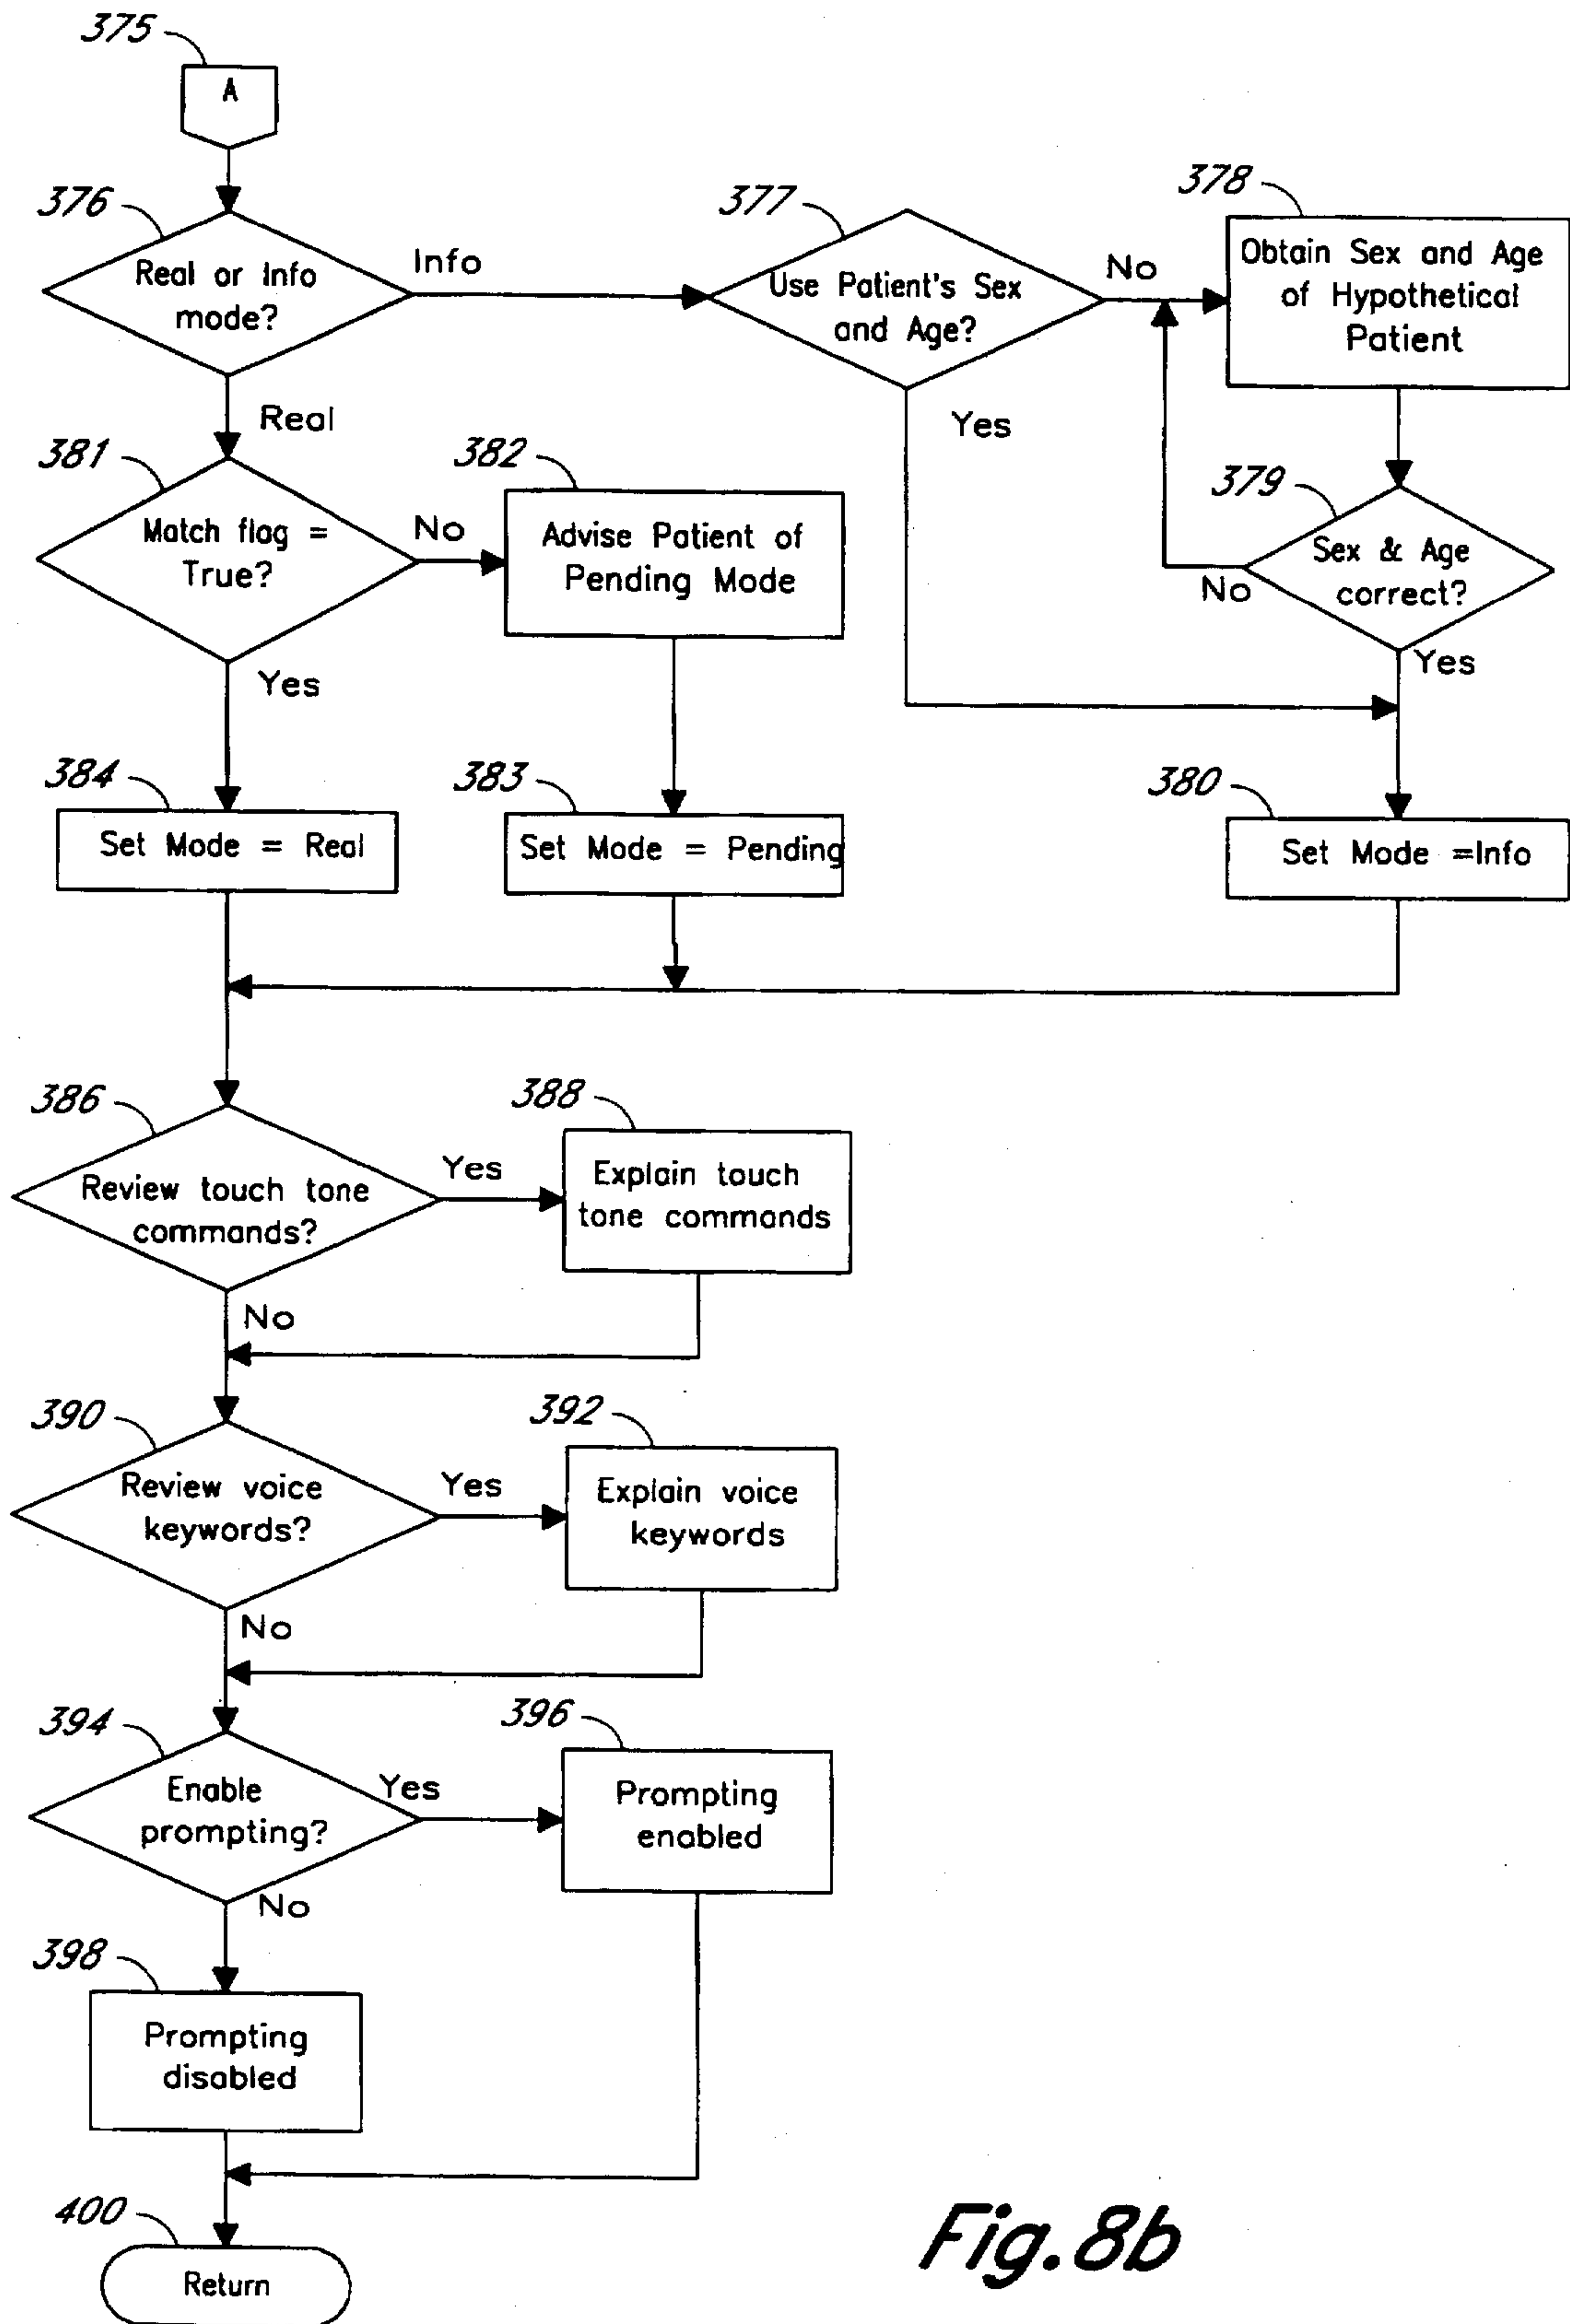 375
A
376
Real or Info
mode?
Info
377
Use Patient's Sex
and Age?
No
378
Obtain Sex and Age
of Hypothetical
Patient
Real
Yes
381
Match flag =
True?
No
382
Advise Patient of
Pending Mode
379
Sex & Age
correct?
No
Yes
Yes
384
Set Mode = Real
383
Set Mode = Pending
380
Set Mode =Info
386
Review touch tone
commands?
Yes
388
Explain touch
tone commands
No
390
Review voice
keywords?
Yes
392
Explain voice
keywords
No
394
Enable
prompting?
Yes
396
Prompting
enabled
No
398
Prompting
disabled
400
Return
Fig.8b